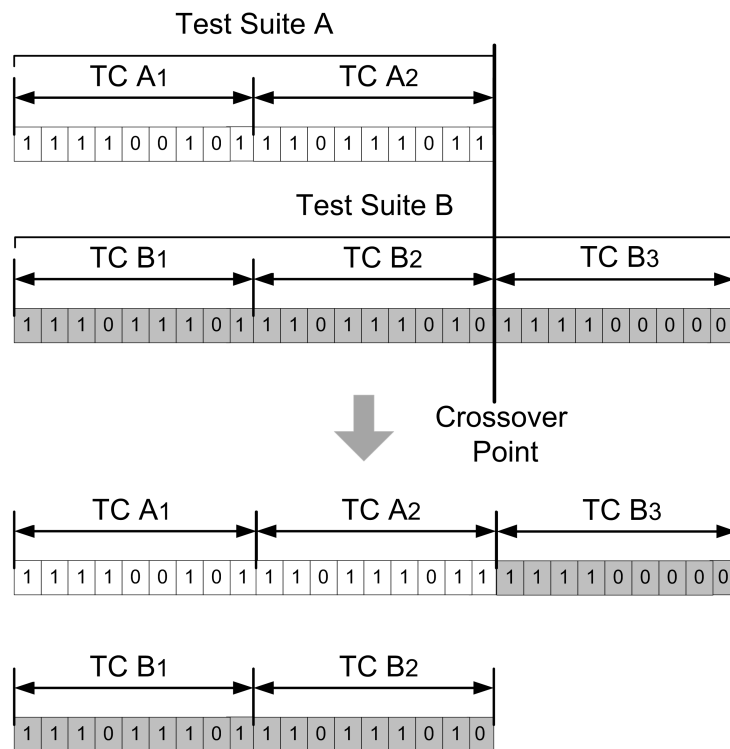 Test Suite A
TC A1 TC A2
1 1 1 1 0 0 1 0 1 1 1 0 1 1 1 0 1 1
Test Suite B
TC B1 TC B2 TC B3
1 1 1 0 1 1 1 0 1 1 1 0 1 1 1 0 1 0 1 1 1 1 0 0 0 0 0
Crossover
Point
TC A1 TC A2 TC B3
1 1 1 1 0 0 1 0 1 1 1 0 1 1 1 0 1 1 1 1 1 1 0 0 0 0 0
TC B1 TC B2
1 1 1 0 1 1 1 0 1 1 1 0 1 1 1 0 1 0